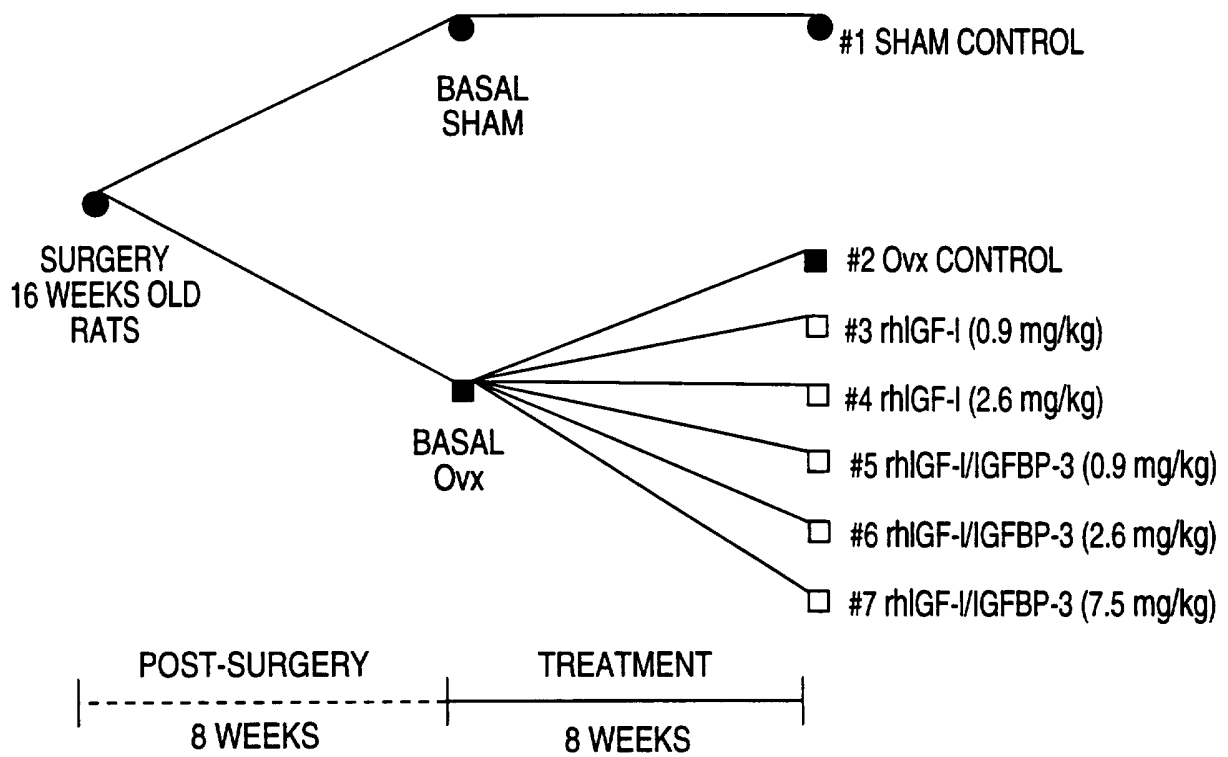 #1 SHAM CONTROL
BASAL
SHAM
SURGERY
16 WEEKS OLD
RATS
#2 Ovx CONTROL
#3 rhIGF-I (0.9 mg/kg)
#4 rhIGF-I (2.6 mg/kg)
BASAL
Ovx
#5 rhIGF-I/IGFBP-3 (0.9 mg/kg)
#6 rhIGF-I/IGFBP-3 (2.6 mg/kg)
#7 rhIGF-I/IGFBP-3 (7.5 mg/kg)
POST-SURGERY
TREATMENT
8 WEEKS
8 WEEKS